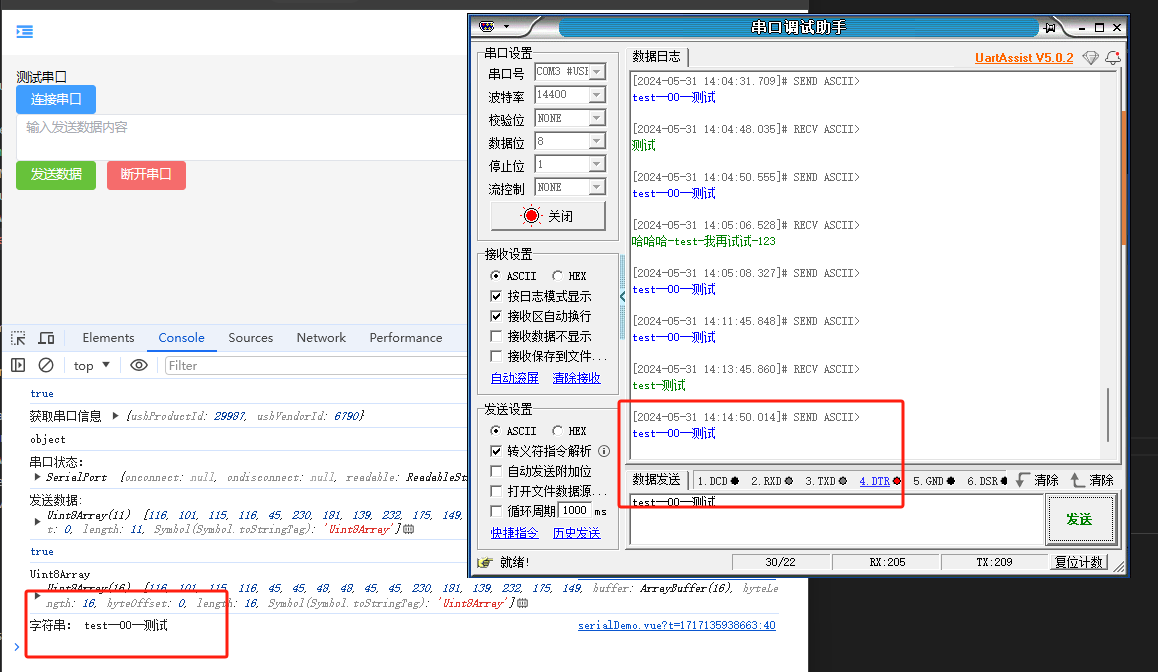 测试串口
连接串口
输入发送数据内容
发送数据 断开串口
Elements Console Sources Network Performance
top Filter
true
获取串口信息 {usbProductId: 29987, usbVendorId: 6790}
object
串口状态:
SerialPort {onconnect: null, ondisconnect: null, readable: ReadableSt
发送数据:
Uint8Array(11) [116, 101, 115, 116, 45, 230, 181, 139, 232, 175, 149,
t: 0, length: 11, Symbol(Symbol.toStringTag): 'Uint8Array']
true
Uint8Array
Uint8Array(16) [116, 101, 115, 116, 45, 45, 48, 48, 45, 45, 230, 181, 139, 232, 175, 149, buffer: ArrayBuffer(16), byteLe
ngth: 16, byteOffset: 0, length: 16, Symbol(Symbol.toStringTag): 'Uint8Array']
字符串: test--00--测试
serialDemo.vue?t=1717135938663:40
串口调试助手
串口设置
串口号 COM3 #USI
波特率 14400
校验位 NONE
数据位 8
停止位 1
流控制 NONE
关闭
接收设置
ASCII HEX
按日志模式显示
接收区自动换行
接收数据不显示
接收保存到文件...
自动滚屏 清除接收
发送设置
ASCII HEX
转义符指令解析
自动发送附加位
打开文件数据源...
循环周期 1000 ms
快捷指令 历史发送
数据日志 UartAssist V5.0.2
[2024-05-31 14:04:31.709]# SEND ASCII>
test--00--测试
[2024-05-31 14:04:48.035]# RECV ASCII>
测试
[2024-05-31 14:04:50.555]# SEND ASCII>
test--00--测试
[2024-05-31 14:05:06.528]# RECV ASCII>
哈哈哈-test-我再试试-123
[2024-05-31 14:05:08.327]# SEND ASCII>
test--00--测试
[2024-05-31 14:11:45.848]# SEND ASCII>
test--00--测试
[2024-05-31 14:13:45.860]# RECV ASCII>
test-测试
[2024-05-31 14:14:50.014]# SEND ASCII>
test--00--测试
数据发送 1.DCD 2.RXD 3.TXD 4.DTR 5.GND 6.DSR 清除 清除
test--00--测试
发送
就绪! 30/22 RX:205 TX:209 复位计数